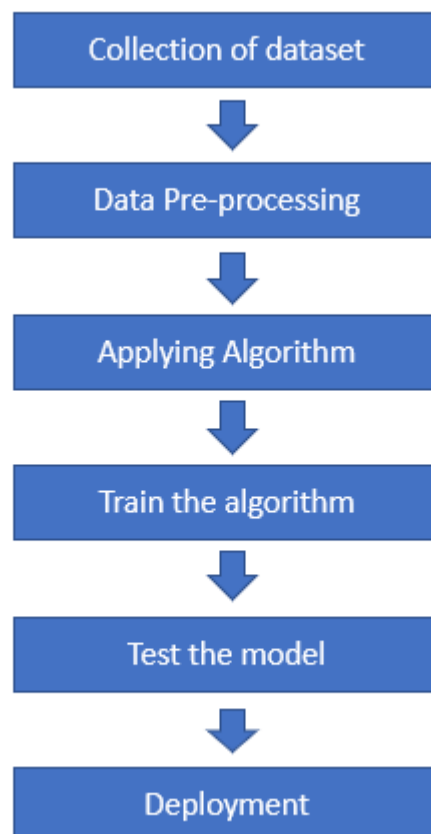 Collection of dataset
Data Pre-processing
Applying Algorithm
Train the algorithm
Test the model
Deployment